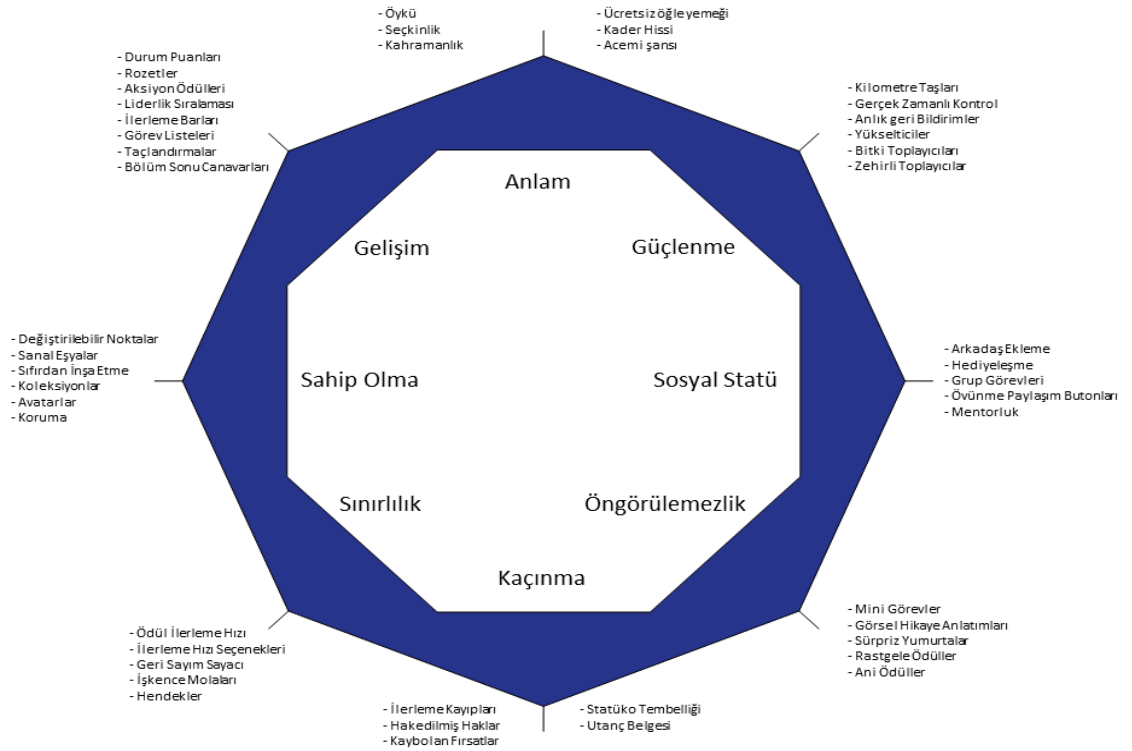 - Öykü
- Seçkinlik
- Kahramanlık
- Ücretsiz öğle yemeği
- Kader Hissi
- Acemi şansı
- Durum Puanları
- Rozetler
- Aksiyon Ödülleri
- Liderlik Sıralaması
- İlerleme Barları
- Görev Listeleri
- Taçlandırmalar
- Bölüm Sonu Canavarları
- Kilometre Taşları
- Gerçek Zamanlı Kontrol
- Anlık geri Bildirimler
- Yükselticiler
- Bitki Toplayıcıları
- Zehirli Toplayıcılar
Anlam
Gelişim
Güçlenme
- Değiştirilebilir Noktalar
- Sanal Eşyalar
- Sıfırdan İnşa Etme
- Koleksiyonlar
- Avatarlar
- Koruma
Sahip Olma
Sosyal Statü
- Arkadaş Ekleme
- Hediyeleşme
- Grup Görevleri
- Övünme Paylaşım Butonları
- Mentorluk
Sınırlılık
Öngörülemezlik
Kaçınma
- Ödül İlerleme Hızı
- İlerleme Hızı Seçenekleri
- Geri Sayım Sayacı
- İşkence Molaları
- Hendekler
- Mini Görevler
- Görsel Hikaye Anlatımları
- Sürpriz Yumurtalar
- Rastgele Ödüller
- Ani Ödüller
- İlerleme Kayıpları
- Hakedilmiş Haklar
- Kaybolan Fırsatlar
- Statüko Tembelliği
- Utanç Belgesi